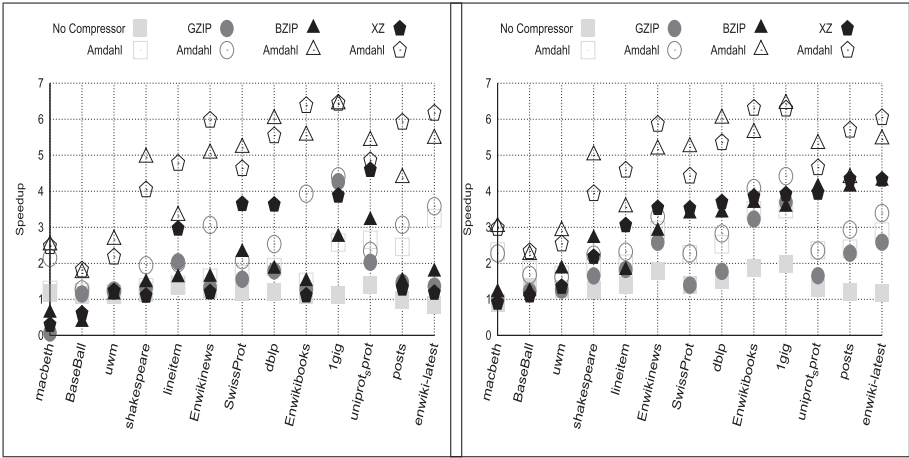 No Compressor GZIP BZIP XZ
Amdahl Amdahl Amdahl Amdahl
7
6
5
4
3
2
1
0
Speedup
macbeth
BaseBall
uwm
shakespeare
lineitem
Enwikinews
SwissProt
dblp
Enwikibooks
1gig
uniprotsprot
posts
enwiki-latest
No Compressor GZIP BZIP XZ
Amdahl Amdahl Amdahl Amdahl
7
6
5
4
3
2
1
0
Speedup
macbeth
BaseBall
uwm
shakespeare
lineitem
Enwikinews
SwissProt
dblp
Enwikibooks
1gig
uniprotsprot
posts
enwiki-latest